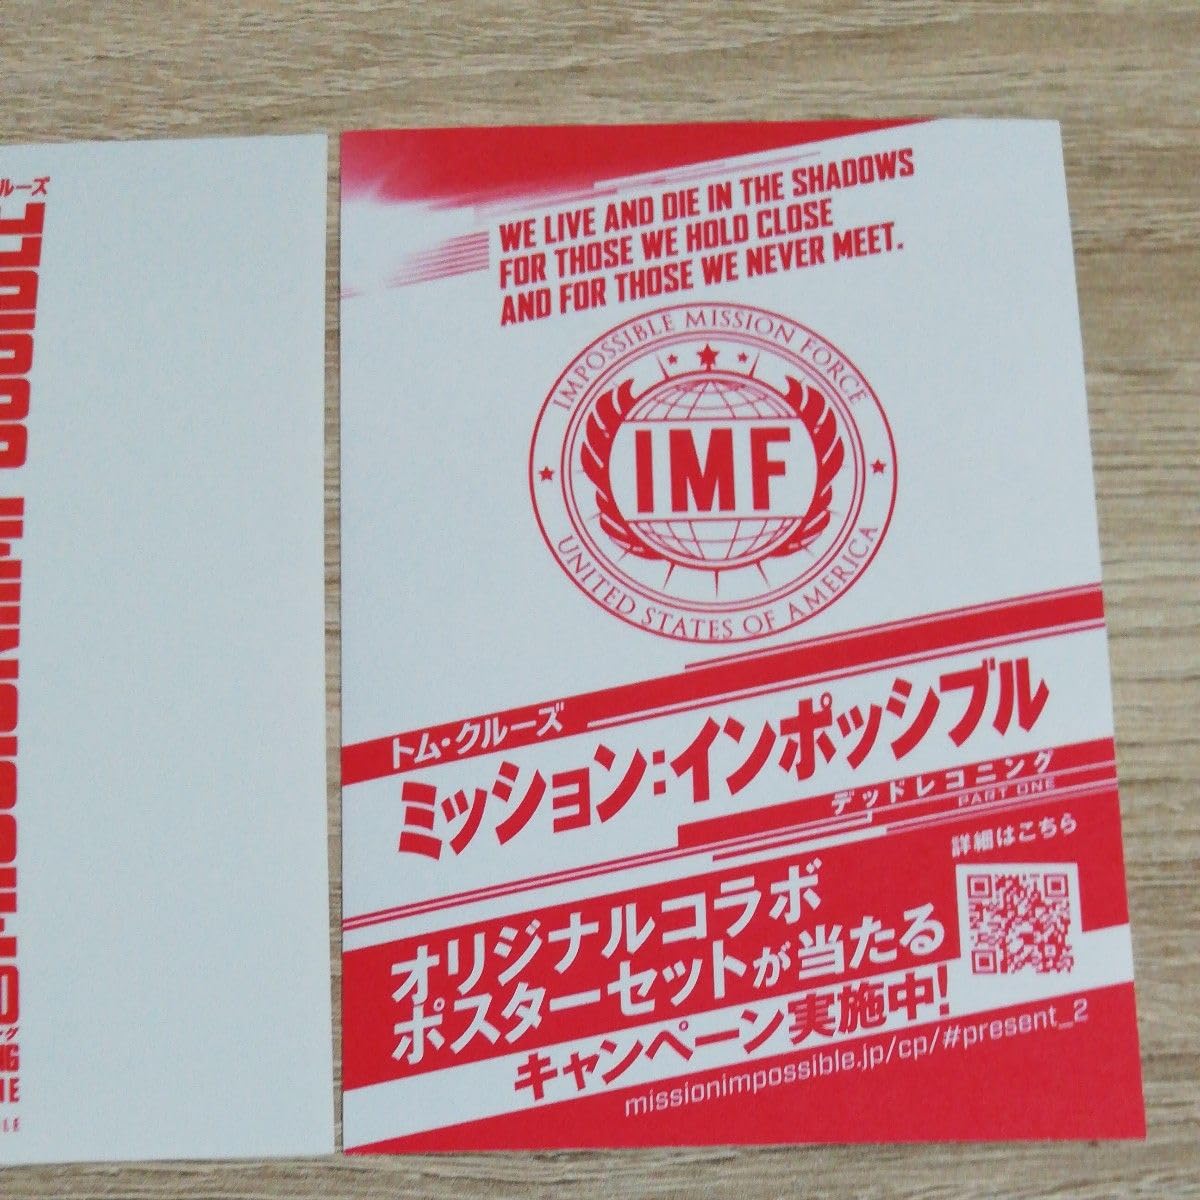 ルーズ
WE LIVE AND DIE IN THE SHADOWS
FOR THOSE WE HOLD CLOSE
AND FOR THOSE WE NEVER MEET.
IMPOSSIBLE MISSION FORCE
IMF
UNITED STATES OF AMERICA
トム・クルーズ
ミッション:インポッシブル
デッドレコニング
PART ONE
詳細はこちら
オリジナルコラボ
ポスターセットが当たる
キャンペーン実施中!
missionimpossible.jp/cp/#present_2